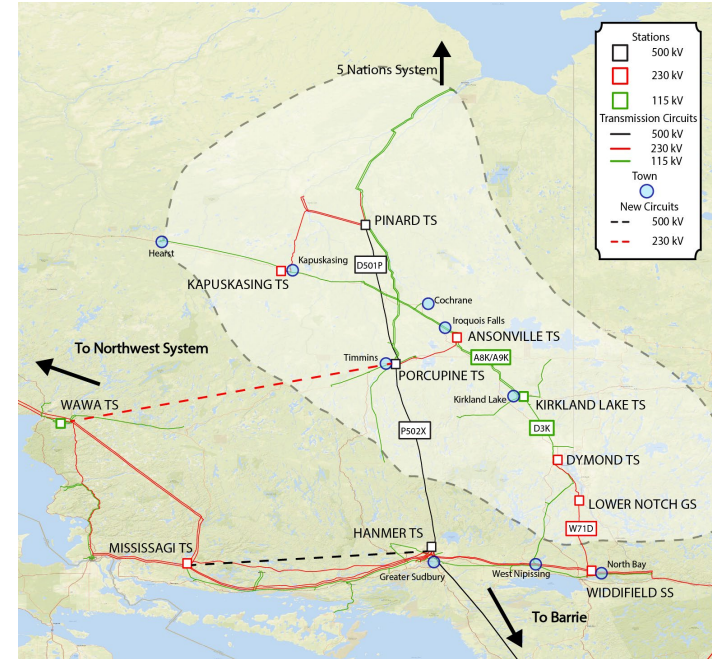 5 Nations System
Stations
500 kV
230 kV
115 kV
Transmission Circuits
500 kV
230 kV
115 kV
Town
New Circuits
500 kV
230 kV
PINARD TS
Hearst
D501P
Kapuskasing
KAPUSKASING TS
Cochrane
Iroquois Falls
ANSONVILLE TS
To Northwest System
Timmins
A8K/A9K
PORCUPINE TS
WAWA TS
Kirkland Lake
KIRKLAND LAKE TS
P502X
D3K
DYMOND TS
LOWER NOTCH GS
W71D
HANMER TS
MISSISSAGI TS
Greater Sudbury
West Nipissing
North Bay
WIDDIFIELD SS
To Barrie